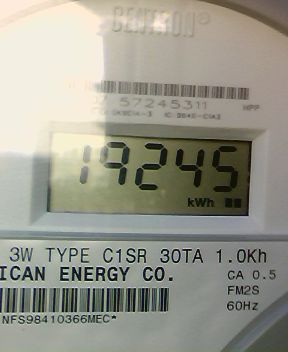 CENTRON®
57245311 HPP
19245
kWh
3W TYPE C1SR 30TA 1.0Kh
ICAN ENERGY CO. CA 0.5
FM2S
60Hz
NFS98410366MEC*